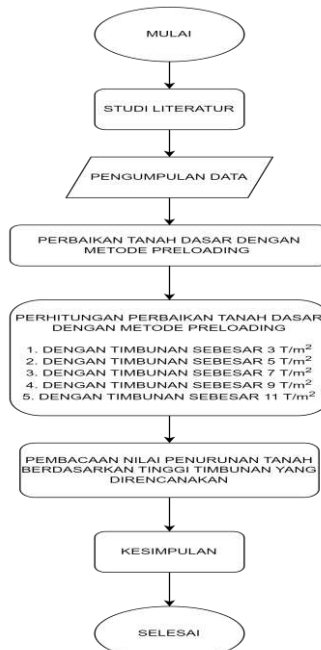 MULAI
STUDI LITERATUR
PENGUMPULAN DATA
PERBAIKAN TANAH DASAR DENGAN
METODE PRELOADING
PERHITUNGAN PERBAIKAN TANAH DASAR
DENGAN METODE PRELOADING
1. DENGAN TIMBUNAN SEBESAR 3 T/m²
2. DENGAN TIMBUNAN SEBESAR 5 T/m²
3. DENGAN TIMBUNAN SEBESAR 7 T/m²
4. DENGAN TIMBUNAN SEBESAR 9 T/m²
5. DENGAN TIMBUNAN SEBESAR 11 T/m²
PEMBACAAN NILAI PENURUNAN TANAH
BERDASARKAN TINGGI TIMBUNAN YANG
DIRENCANAKAN
KESIMPULAN
SELESAI